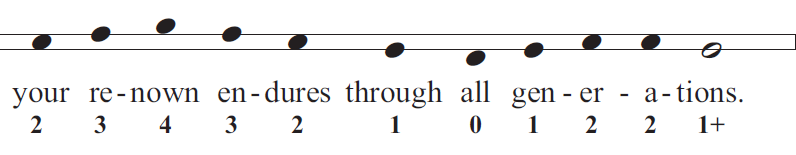 your re-nown en-dures through all gen - er - a-tions.
2 3 4 3 2 1 0 1 2 2 1+